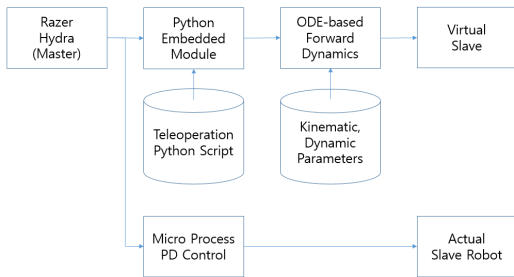 Razer
Hydra
(Master)
Python
Embedded
Module
ODE-based
Forward
Dynamics
Virtual
Slave
Teleoperation
Python Script
Kinematic,
Dynamic
Parameters
Micro Process
PD Control
Actual
Slave Robot